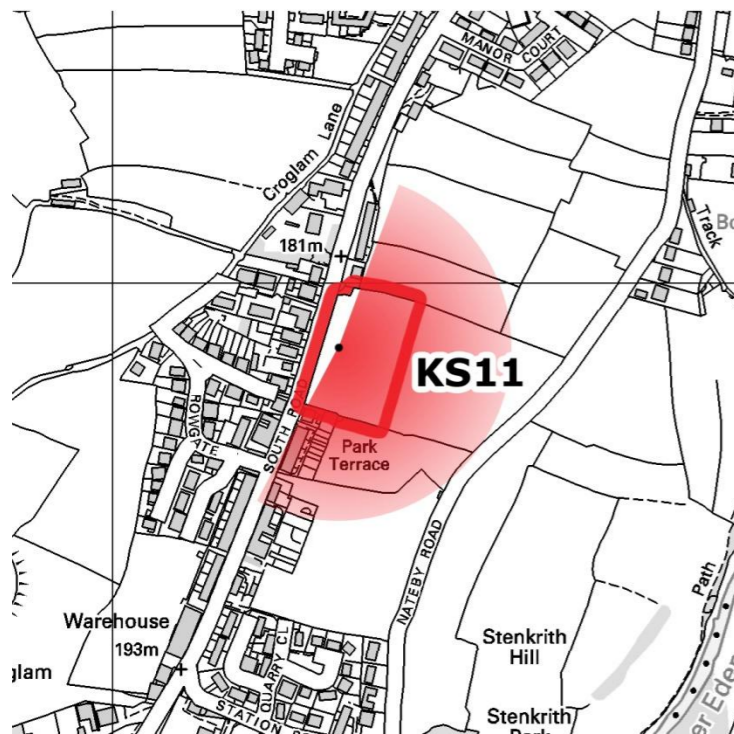 MANOR COURT
Croglam Lane
Track
181m
KS11
SOUTH ROAD
ROWGATE
Park
Terrace
NATEBY ROAD
Path
Warehouse
193m
Stenkrith
Hill
glam
QUARRY CL
Stenkrith